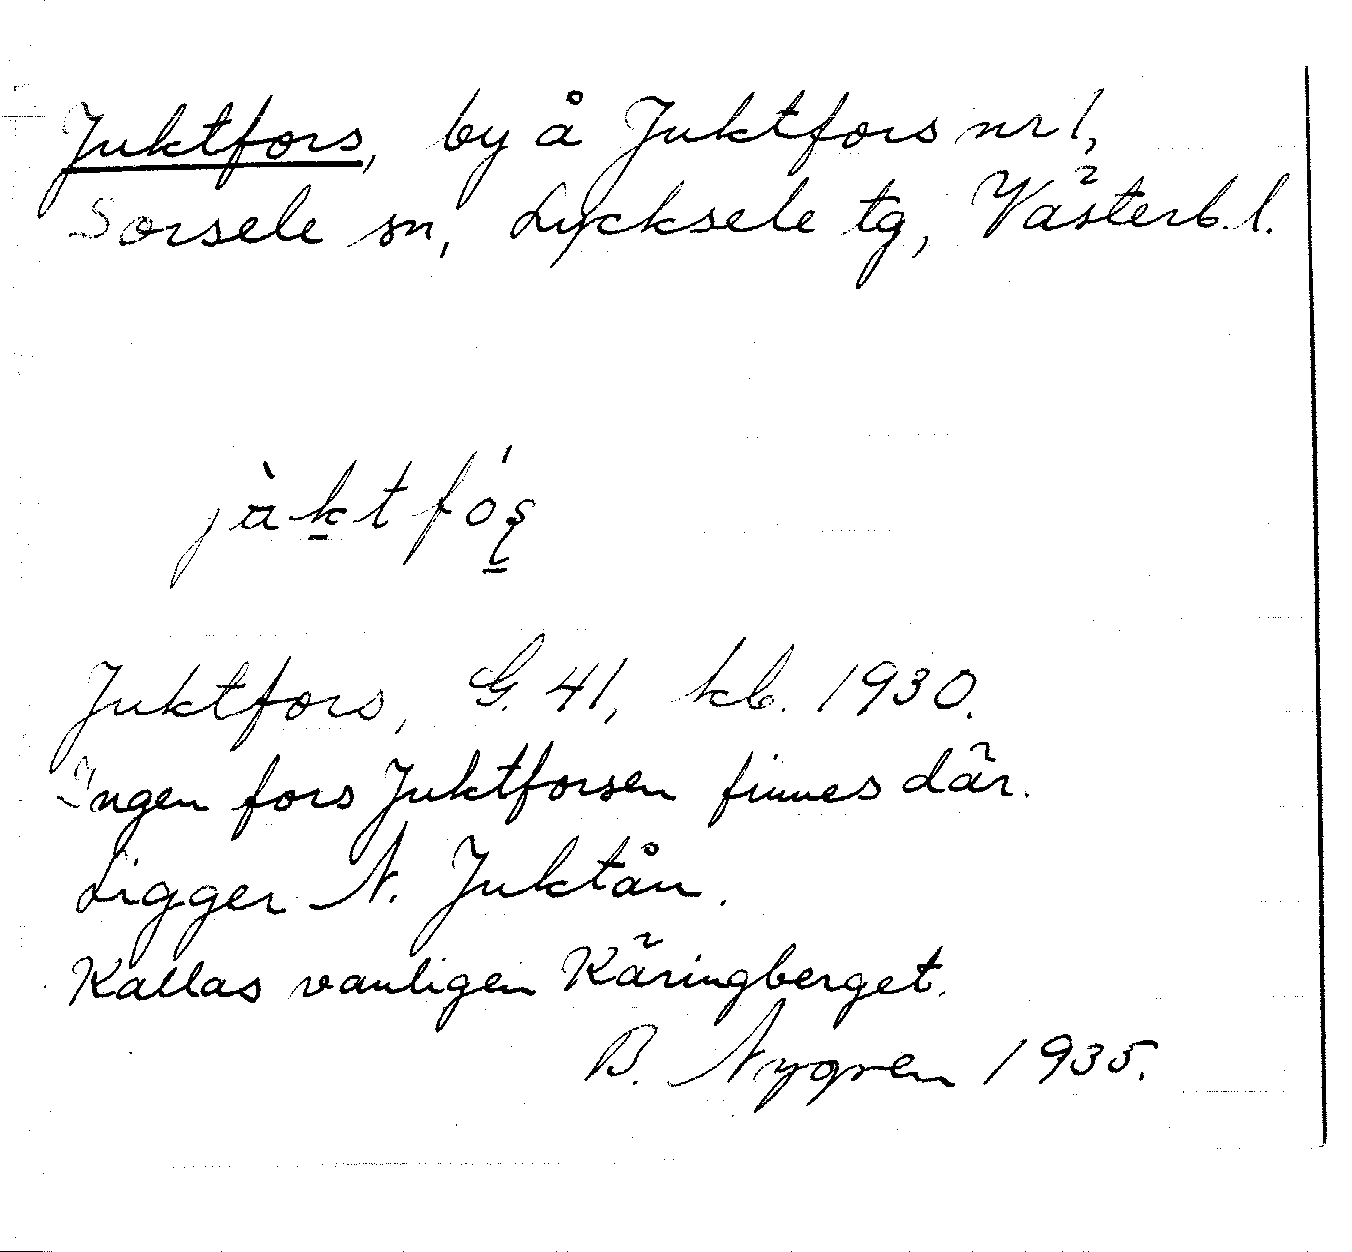 Juktfors, by å Juktfors nr 1,
Sorsele sn, Lycksele tg, Västerb. l.
jàktfóʂ
Juktfors, G. 41, kb. 1930.
Ingen fors Juktforsen finnes där.
Ligger N. Juktån.
Kallas vanligen Käringberget.
B. Nygren 1935.